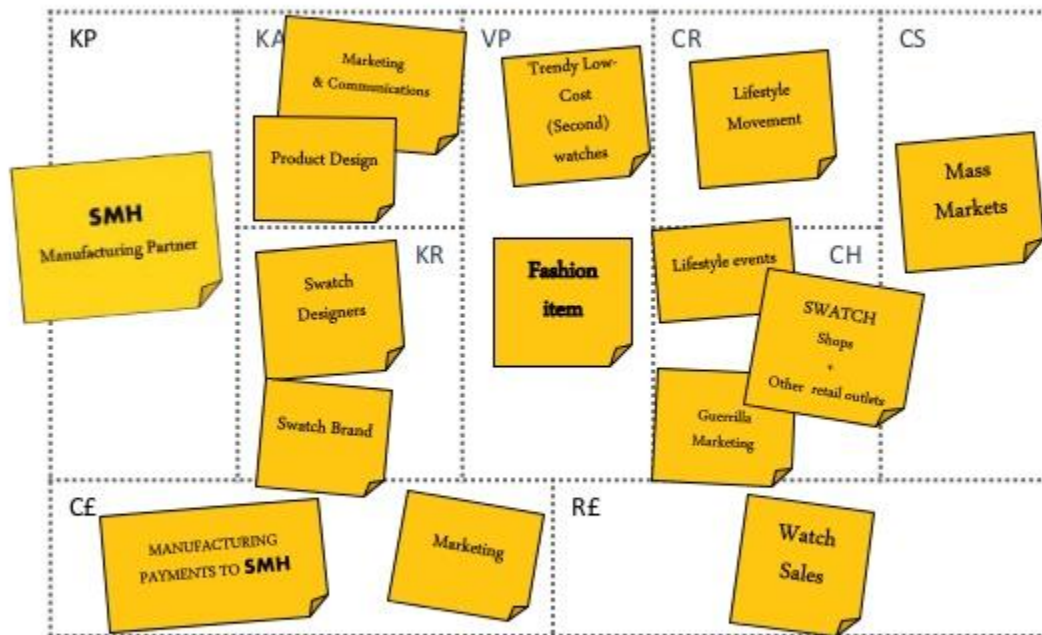 KP
SMH
Manufacturing Partner
KA
Marketing
& Communications
Product Design
KR
Swatch
Designers
Swatch Brand
VP
Trendy Low-
Cost
(Second)
watches
Fashion
item
CR
Lifestyle
Movement
CH
Lifestyle events
SWATCH
Shops
+
Other retail outlets
Guerrilla
Marketing
CS
Mass
Markets
C£
MANUFACTURING
PAYMENTS TO SMH
Marketing
R£
Watch
Sales